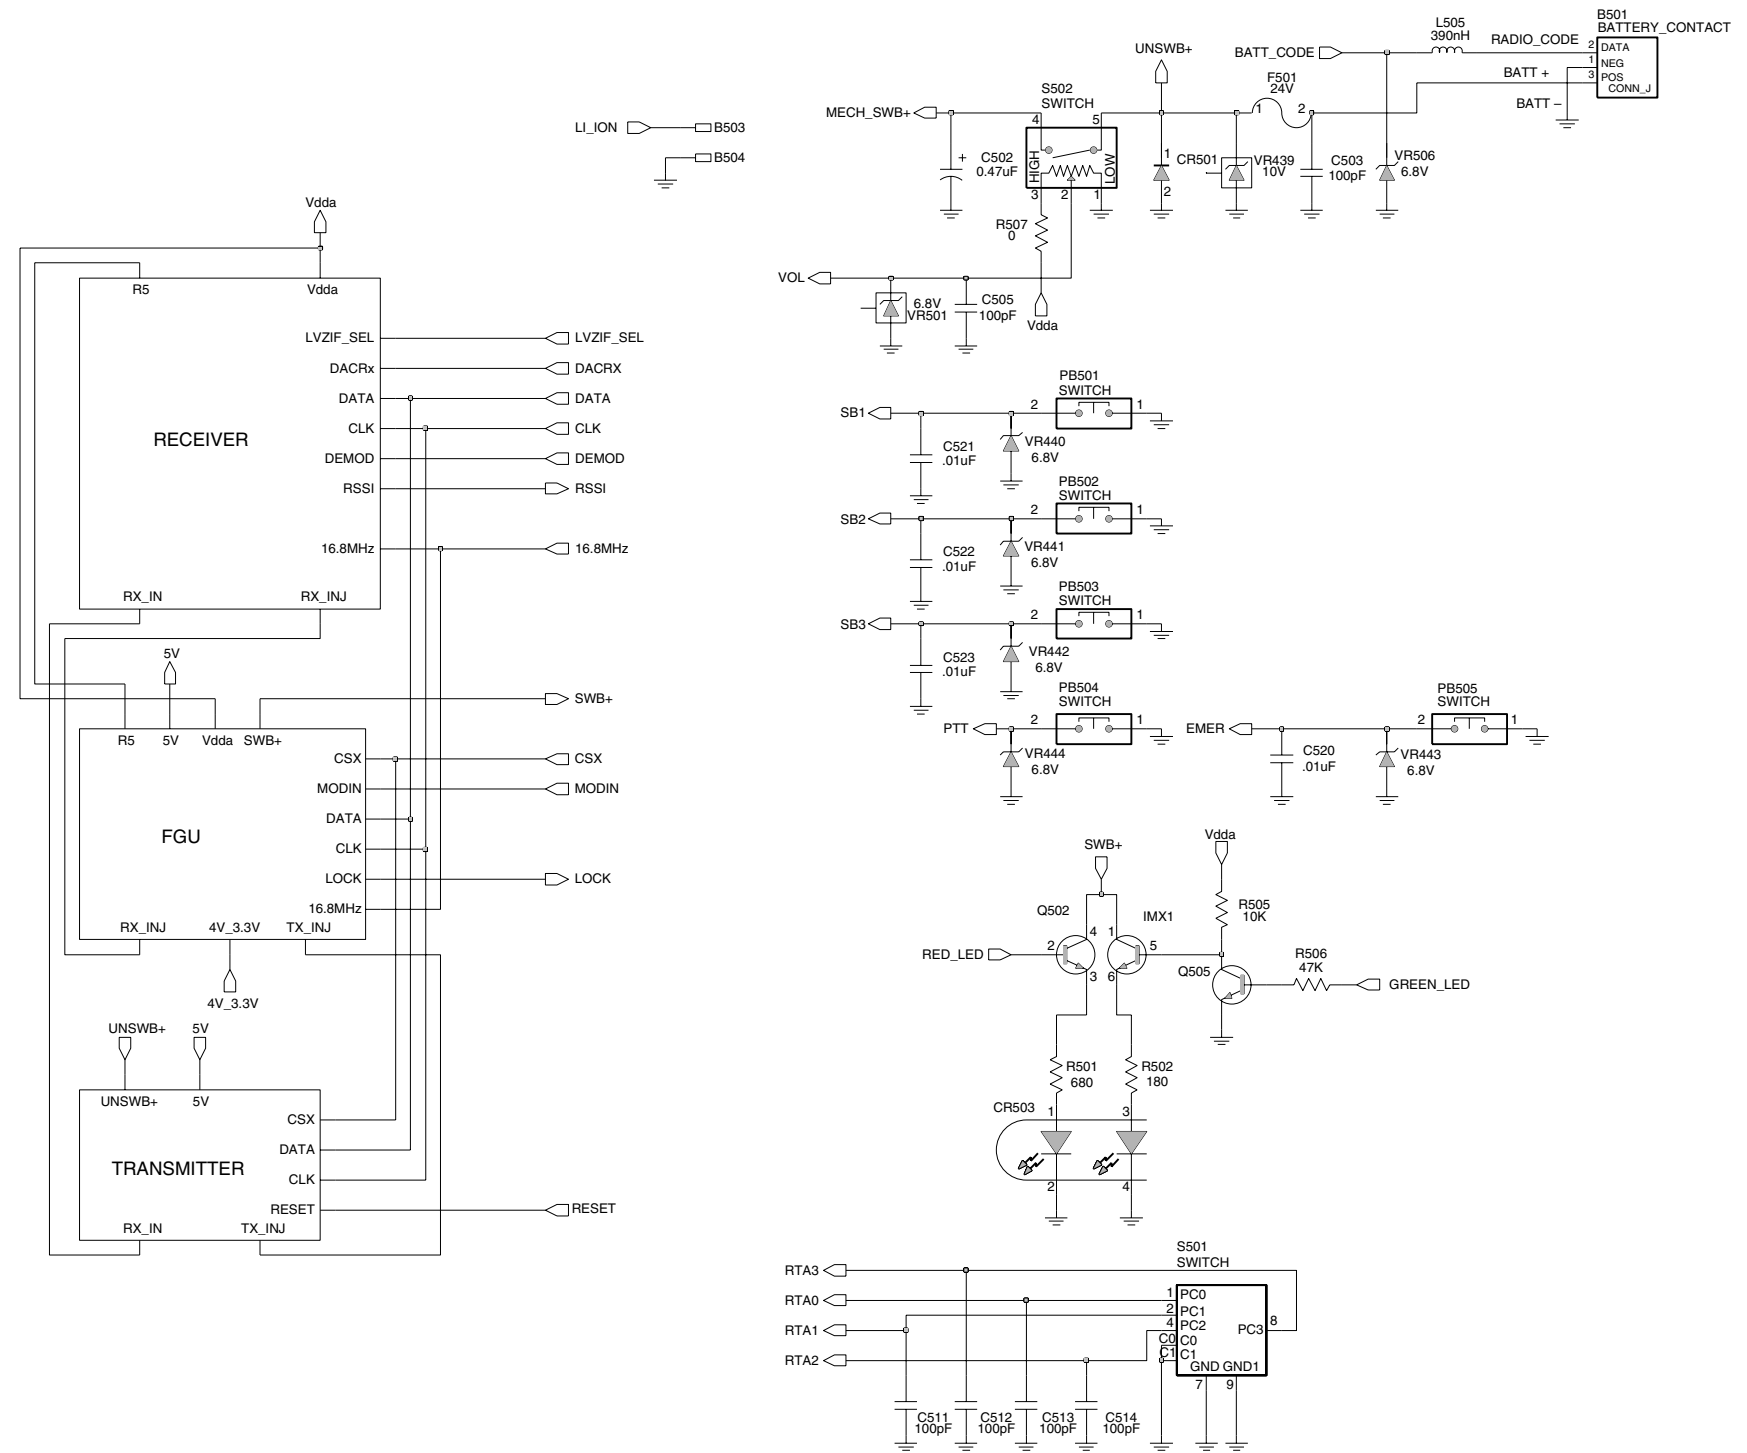 B501
BATTERY_CONTACT
L505
390nH
RADIO_CODE
2
DATA
1
NEG
3
POS
CONN_J
BATT +
BATT –
BATT_CODE
UNSWB+
F501
24V
1
2
S502
SWITCH
MECH_SWB+
4
5
HIGH
LOW
3
2
1
+
C502
0.47uF
1
2
CR501
VR439
10V
C503
100pF
VR506
6.8V
R507
0
VOL
6.8V
VR501
C505
100pF
Vdda
LI_ION
B503
B504
Vdda
R5
Vdda
LVZIF_SEL
LVZIF_SEL
DACRx
DACRX
DATA
DATA
RECEIVER
CLK
CLK
DEMOD
DEMOD
RSSI
RSSI
16.8MHz
16.8MHz
RX_IN
RX_INJ
5V
SWB+
R5
5V
Vdda
SWB+
CSX
CSX
MODIN
MODIN
DATA
FGU
CLK
LOCK
LOCK
16.8MHz
RX_INJ
4V_3.3V
TX_INJ
4V_3.3V
UNSWB+
5V
UNSWB+
5V
CSX
DATA
TRANSMITTER
CLK
RESET
RESET
RX_IN
TX_INJ
PB501
SWITCH
SB1
2
1
C521
.01uF
VR440
6.8V
PB502
SWITCH
SB2
2
1
C522
.01uF
VR441
6.8V
PB503
SWITCH
SB3
2
1
C523
.01uF
VR442
6.8V
PB504
SWITCH
PTT
2
1
VR444
6.8V
PB505
SWITCH
EMER
2
1
C520
.01uF
VR443
6.8V
SWB+
Vdda
Q502
IMX1
R505
10K
RED_LED
2
4
3
1
6
5
Q505
R506
47K
GREEN_LED
R501
680
R502
180
CR503
1
3
2
4
S501
SWITCH
RTA3
RTA0
1
PC0
2
PC1
RTA1
4
PC2
PC3
8
C0
C0
RTA2
C1
C1
GND
GND1
7
9
C511
100pF
C512
100pF
C513
100pF
C514
100pF